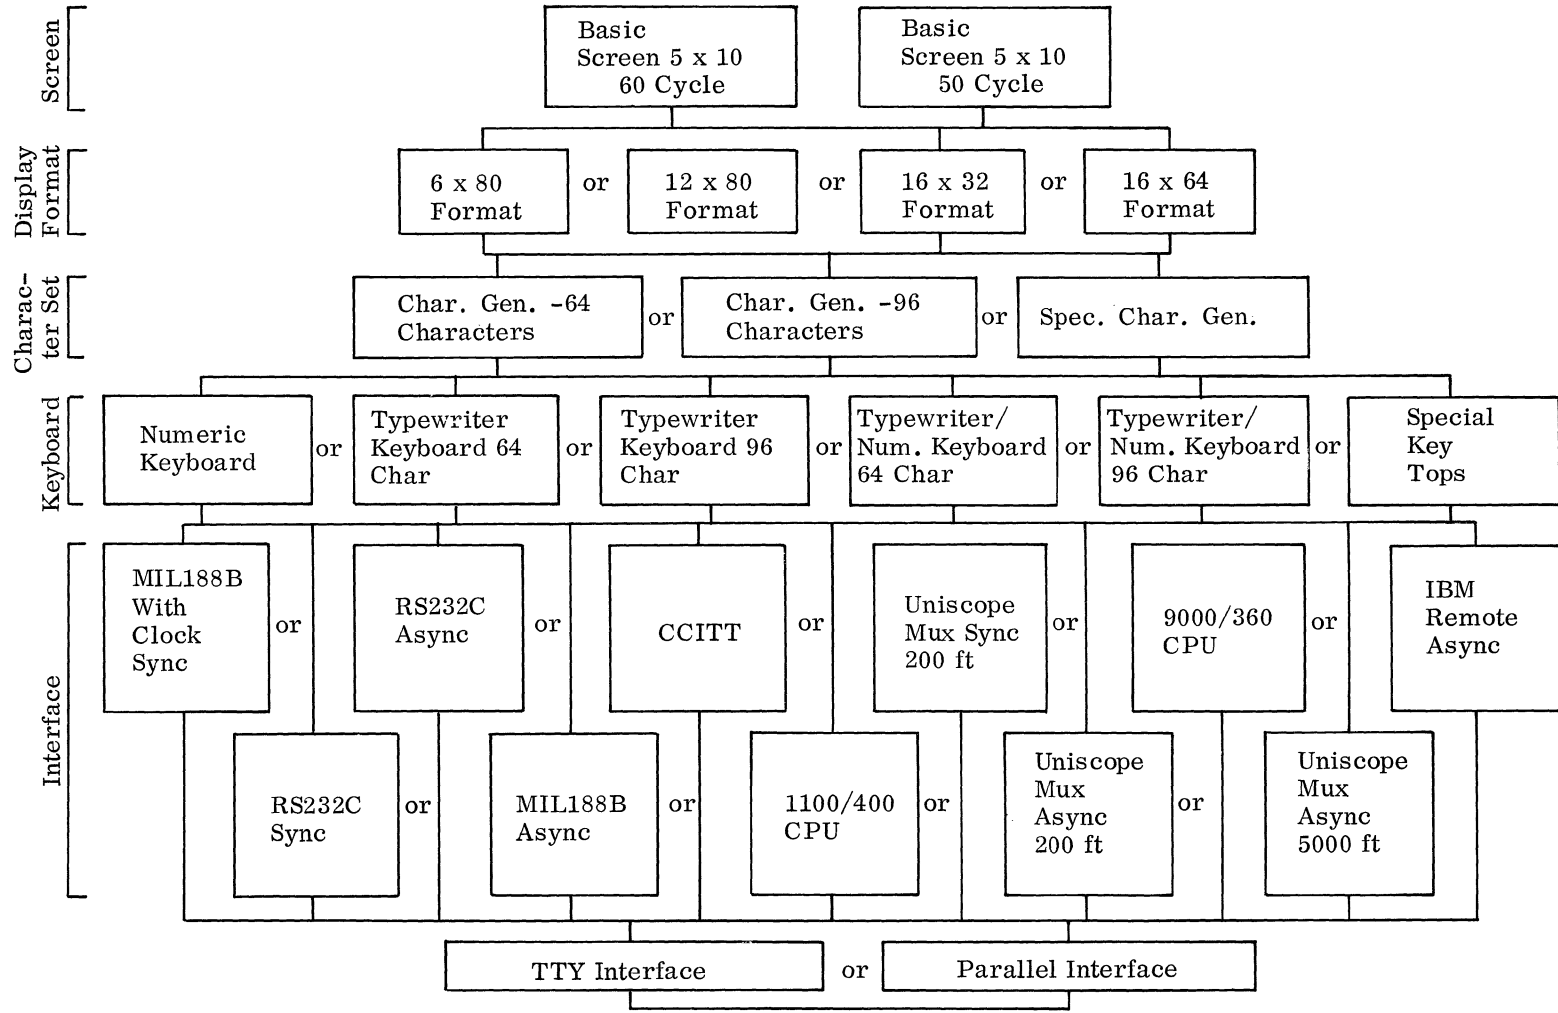 Screen
Basic
Screen 5 x 10
60 Cycle
Basic
Screen 5 x 10
50 Cycle
Display
Format
6 x 80
Format
or
12 x 80
Format
or
16 x 32
Format
or
16 x 64
Format
Charac-
ter Set
Char. Gen. -64
Characters
or
Char. Gen. -96
Characters
or
Spec. Char. Gen.
Keyboard
Numeric
Keyboard
or
Typewriter
Keyboard 64
Char
or
Typewriter
Keyboard 96
Char
or
Typewriter/
Num. Keyboard
64 Char
or
Typewriter/
Num. Keyboard
96 Char
or
Special
Key
Tops
Interface
MIL188B
With
Clock
Sync
or
RS232C
Async
or
CCITT
or
Uniscope
Mux Sync
200 ft
or
9000/360
CPU
or
IBM
Remote
Async
RS232C
Sync
or
MIL188B
Async
or
1100/400
CPU
or
Uniscope
Mux
Async
200 ft
or
Uniscope
Mux
Async
5000 ft
TTY Interface
or
Parallel Interface